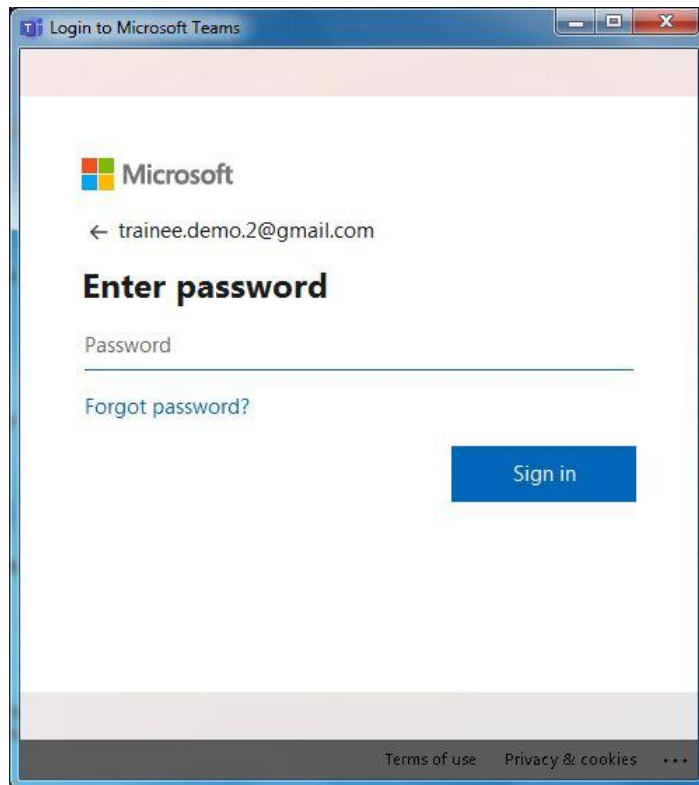 Login to Microsoft Teams
Microsoft
← trainee.demo.2@gmail.com
Enter password
Password
Forgot password?
Sign in
Terms of use Privacy & cookies ...